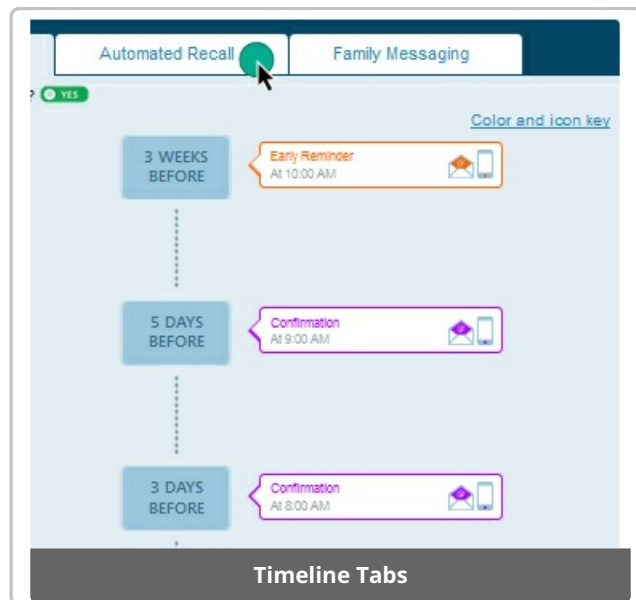 Automated Recall
Family Messaging
? YES
Color and icon key
3 WEEKS
BEFORE
Early Reminder
At 10:00 AM
5 DAYS
BEFORE
Confirmation
At 9:00 AM
3 DAYS
BEFORE
Confirmation
At 8:00 AM
Timeline Tabs